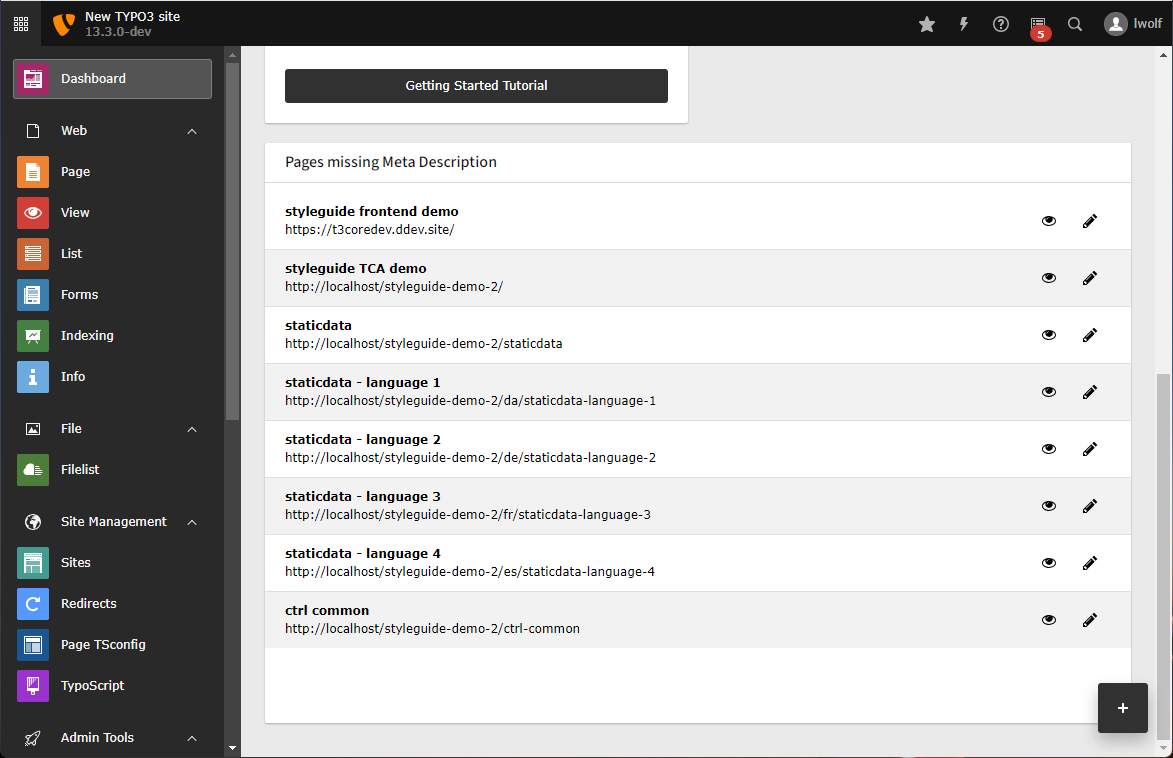 New TYPO3 site
13.3.0-dev
5
lwolf
Dashboard
Web
Page
View
List
Forms
Indexing
Info
File
Filelist
Site Management
Sites
Redirects
Page TSconfig
TypoScript
Admin Tools
Getting Started Tutorial
Pages missing Meta Description
styleguide frontend demo
https://t3coredev.ddev.site/
styleguide TCA demo
http://localhost/styleguide-demo-2/
staticdata
http://localhost/styleguide-demo-2/staticdata
staticdata - language 1
http://localhost/styleguide-demo-2/da/staticdata-language-1
staticdata - language 2
http://localhost/styleguide-demo-2/de/staticdata-language-2
staticdata - language 3
http://localhost/styleguide-demo-2/fr/staticdata-language-3
staticdata - language 4
http://localhost/styleguide-demo-2/es/staticdata-language-4
ctrl common
http://localhost/styleguide-demo-2/ctrl-common
+